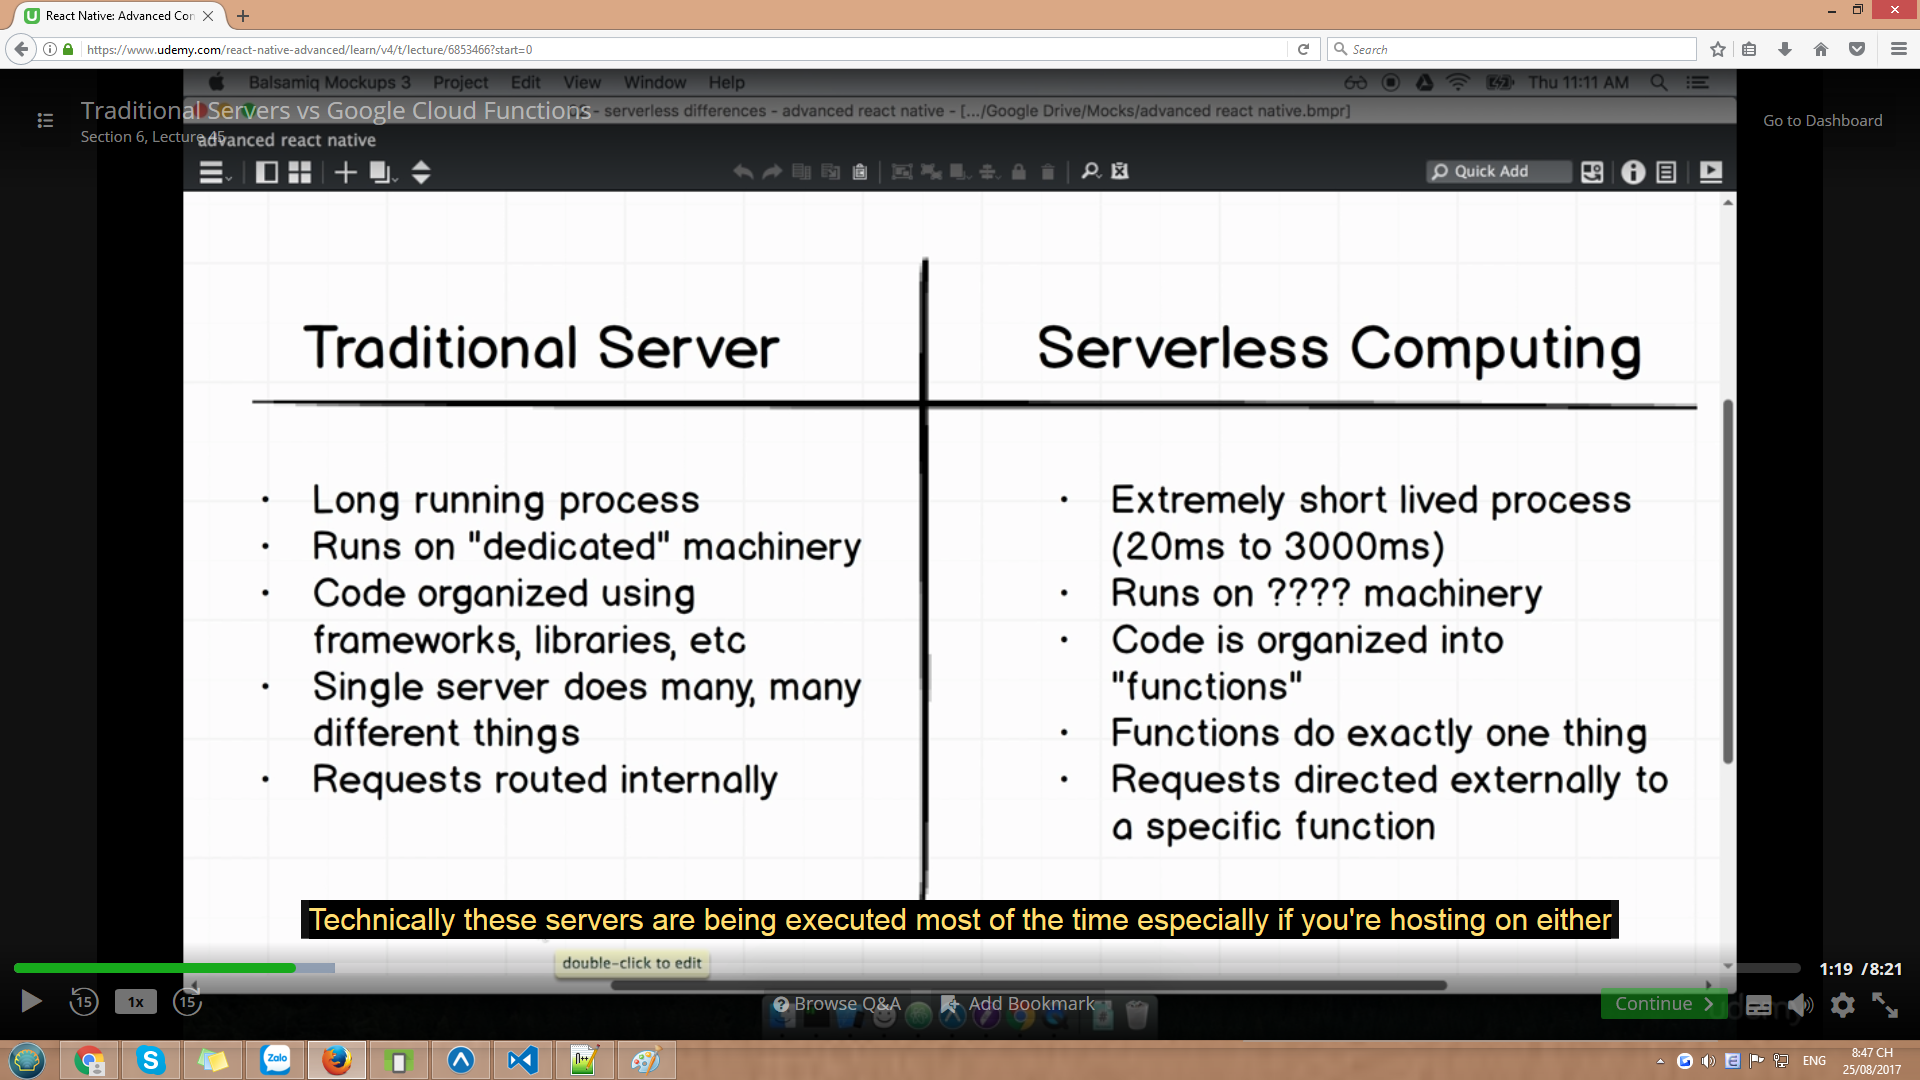 React Native: Advanced Con
https://www.udemy.com/react-native-advanced/learn/v4/t/lecture/6853466?start=0
Search
Balsamiq Mockups 3 Project Edit View Window Help
Thu 11:11 AM
Traditional Servers vs Google Cloud Functions
- serverless differences - advanced react native - [.../Google Drive/Mocks/advanced react native.bmpr]
Section 6, Lecture 45
Go to Dashboard
advanced react native
Quick Add
Traditional Server
Serverless Computing
• Long running process
• Runs on "dedicated" machinery
• Code organized using
frameworks, libraries, etc
• Single server does many, many
different things
• Requests routed internally
• Extremely short lived process
(20ms to 3000ms)
• Runs on ???? machinery
• Code is organized into
"functions"
• Functions do exactly one thing
• Requests directed externally to
a specific function
Technically these servers are being executed most of the time especially if you're hosting on either
double-click to edit
1:19 / 8:21
15
1x
15
Browse Q&A
Add Bookmark
Continue
Zalo
ENG
8:47 CH
25/08/2017